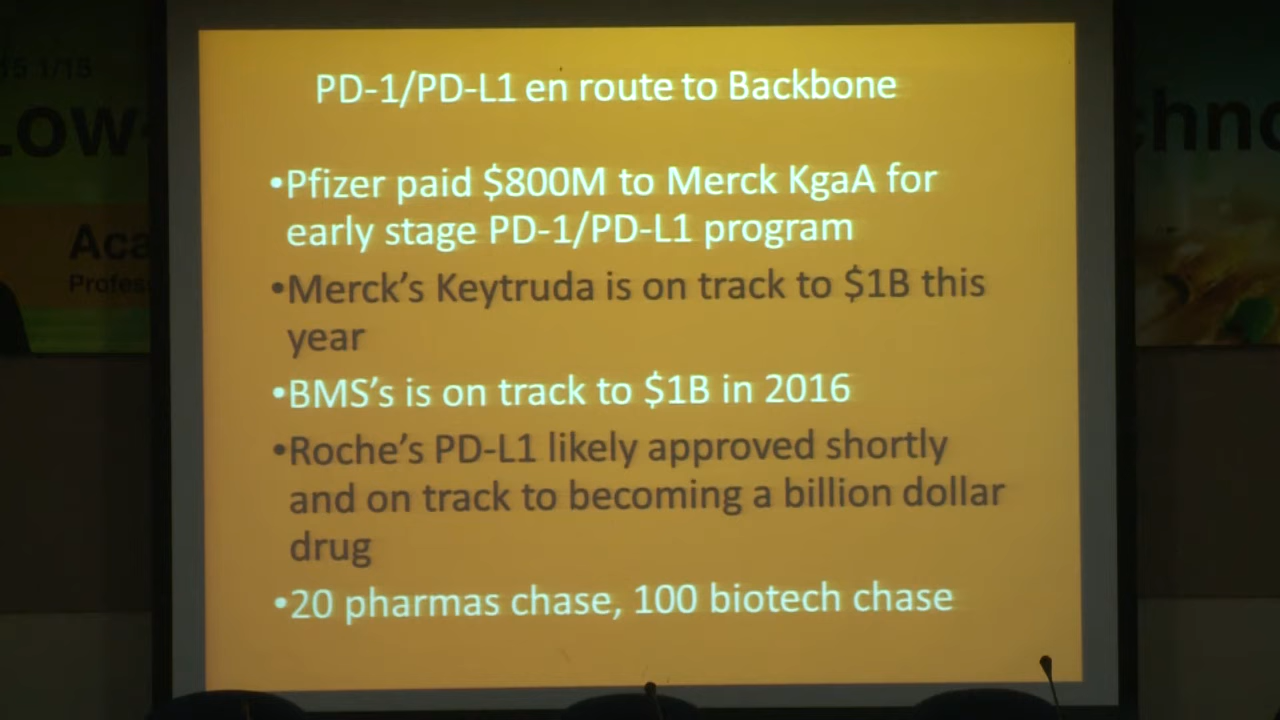 PD-1/PD-L1 en route to Backbone
•Pfizer paid $800M to Merck KgaA for
early stage PD-1/PD-L1 program
•Merck's Keytruda is on track to $1B this
year
•BMS's is on track to $1B in 2016
•Roche's PD-L1 likely approved shortly
and on track to becoming a billion dollar
drug
•20 pharmas chase, 100 biotech chase